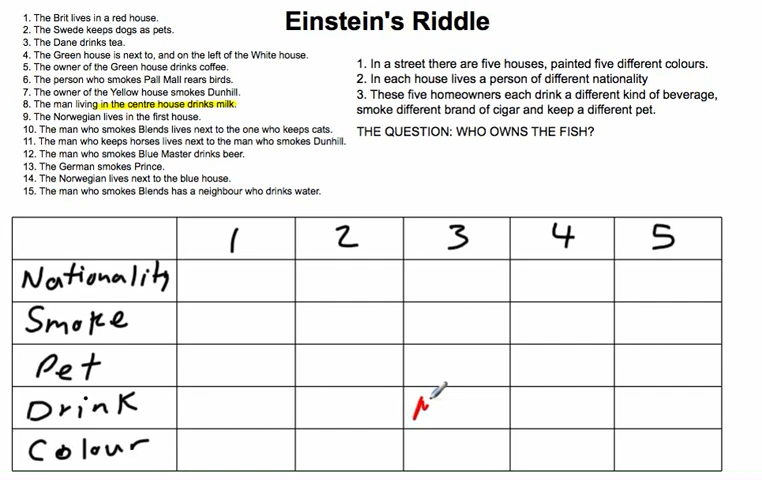 Einstein's Riddle
1. The Brit lives in a red house.
2. The Swede keeps dogs as pets.
3. The Dane drinks tea.
4. The Green house is next to, and on the left of the White house.
5. The owner of the Green house drinks coffee.
6. The person who smokes Pall Mall rears birds.
7. The owner of the Yellow house smokes Dunhill.
8. The man living in the centre house drinks milk.
9. The Norwegian lives in the first house.
10. The man who smokes Blends lives next to the one who keeps cats.
11. The man who keeps horses lives next to the man who smokes Dunhill.
12. The man who smokes Blue Master drinks beer.
13. The German smokes Prince.
14. The Norwegian lives next to the blue house.
15. The man who smokes Blends has a neighbour who drinks water.
1. In a street there are five houses, painted five different colours.
2. In each house lives a person of different nationality
3. These five homeowners each drink a different kind of beverage,
smoke different brand of cigar and keep a different pet.
THE QUESTION: WHO OWNS THE FISH?
1 2 3 4 5
Nationality
Smoke
Pet
Drink
Colour